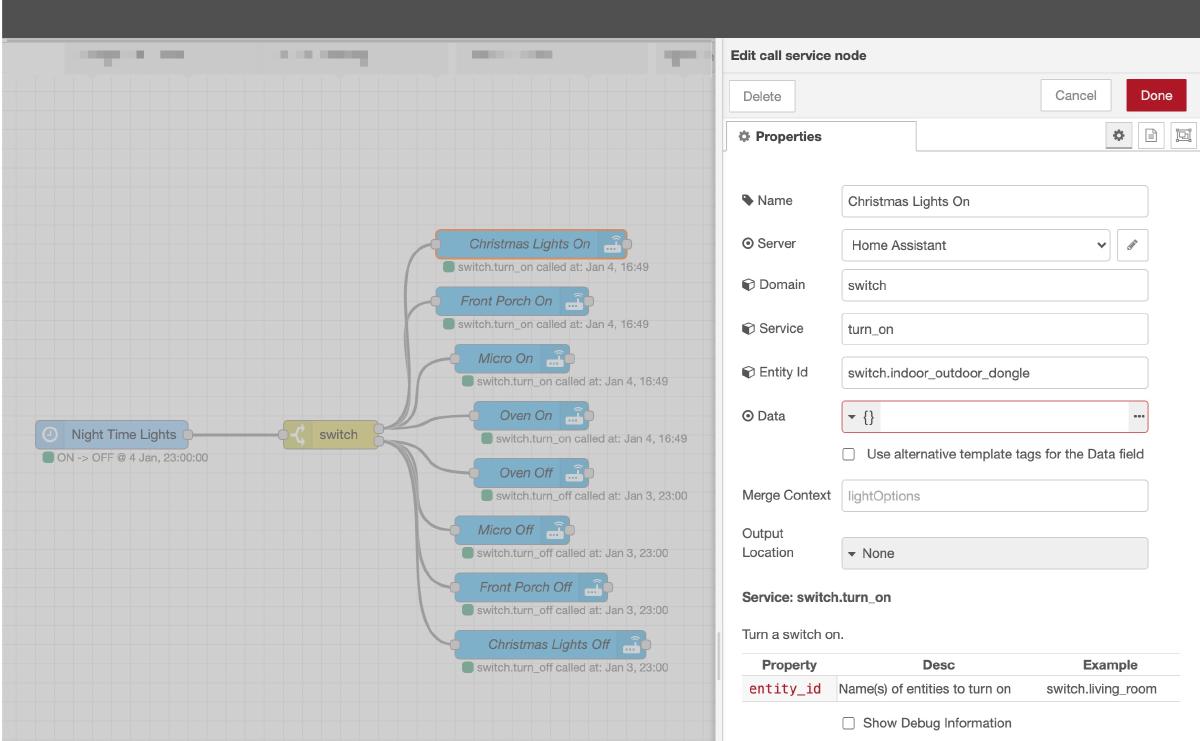 Edit call service node
Delete
Cancel
Done
Properties
Name
Christmas Lights On
Server
Home Assistant
Domain
switch
Service
turn_on
Entity Id
switch.indoor_outdoor_dongle
Data
{}
Use alternative template tags for the Data field
Merge Context
lightOptions
Output
Location
None
Service: switch.turn_on
Turn a switch on.
Property Desc Example
entity_id Name(s) of entities to turn on switch.living_room
Show Debug Information
Night Time Lights
ON -> OFF @ 4 Jan, 23:00:00
switch
Christmas Lights On
switch.turn_on called at: Jan 4, 16:49
Front Porch On
switch.turn_on called at: Jan 4, 16:49
Micro On
switch.turn_on called at: Jan 4, 16:49
Oven On
switch.turn_on called at: Jan 4, 16:49
Oven Off
switch.turn_off called at: Jan 3, 23:00
Micro Off
switch.turn_off called at: Jan 3, 23:00
Front Porch Off
switch.turn_off called at: Jan 3, 23:00
Christmas Lights Off
switch.turn_off called at: Jan 3, 23:00